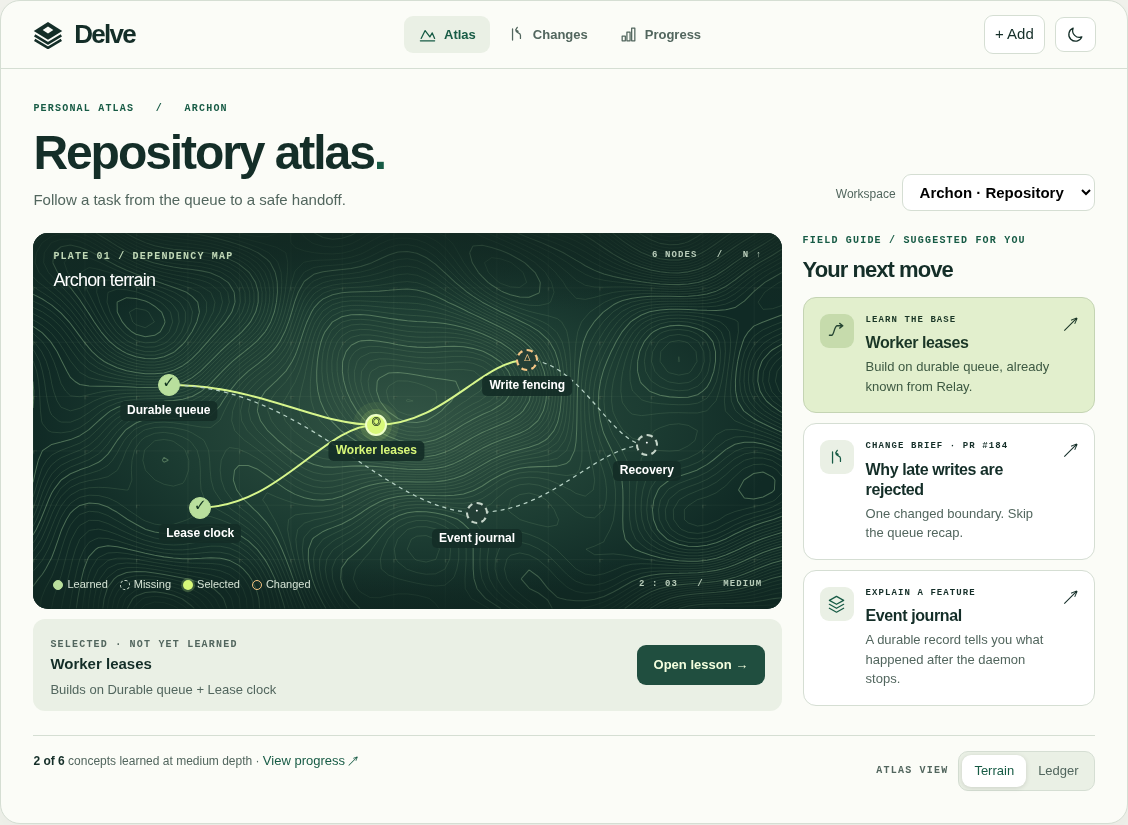 Delve
Atlas
Changes
Progress
+ Add
PERSONAL ATLAS / ARCHON
Repository atlas.
Follow a task from the queue to a safe handoff.
Workspace
Archon · Repository
PLATE 01 / DEPENDENCY MAP
6 NODES / N ↑
Archon terrain
Write fencing
Durable queue
Worker leases
Recovery
Lease clock
Event journal
Learned
Missing
Selected
Changed
2 : 03 / MEDIUM
SELECTED · NOT YET LEARNED
Worker leases
Builds on Durable queue + Lease clock
Open lesson →
FIELD GUIDE / SUGGESTED FOR YOU
Your next move
LEARN THE BASE
Worker leases
Build on durable queue, already
known from Relay.
CHANGE BRIEF · PR #184
Why late writes are
rejected
One changed boundary. Skip
the queue recap.
EXPLAIN A FEATURE
Event journal
A durable record tells you what
happened after the daemon
stops.
2 of 6 concepts learned at medium depth · View progress ↗
ATLAS VIEW
Terrain
Ledger